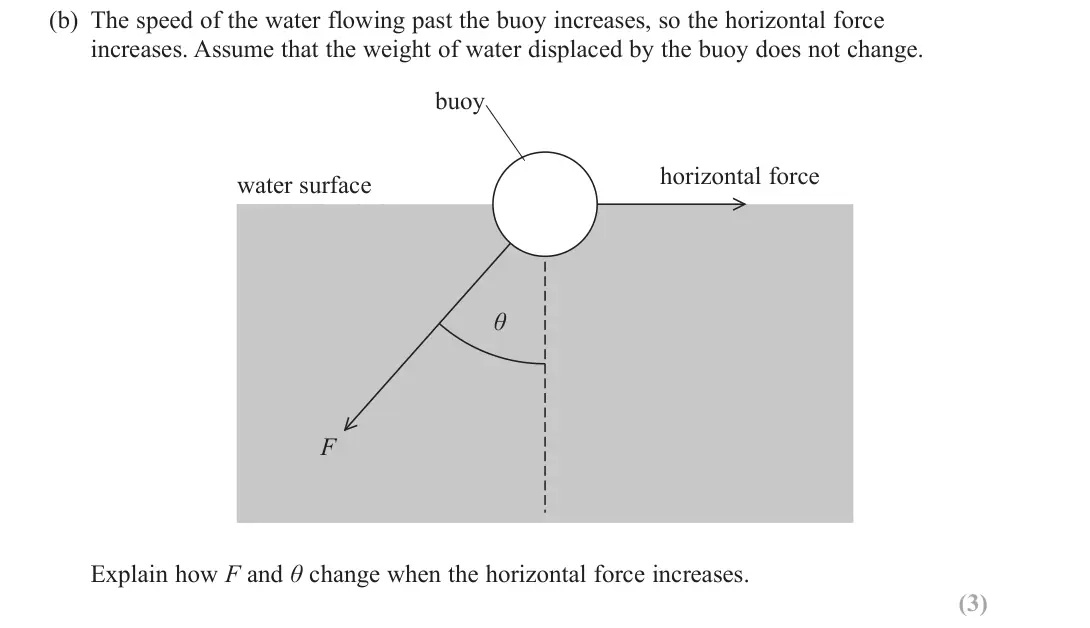 (b) The speed of the water flowing past the buoy increases, so the horizontal force
increases. Assume that the weight of water displaced by the buoy does not change.
buoy
horizontal force
water surface
θ
F
Explain how F and θ change when the horizontal force increases.
(3)